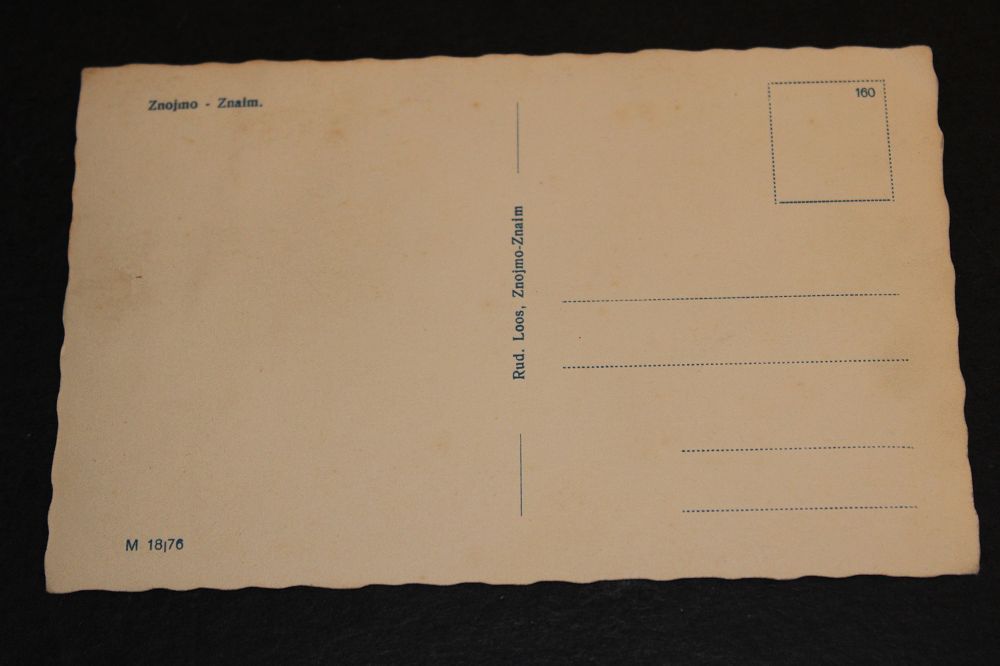 Znojmo - Znaim.
160
Rud. Loos, Znojmo-Znaim
M 18|76